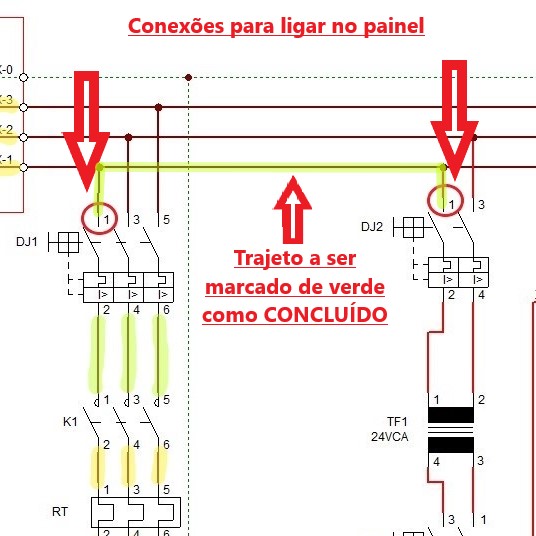 Conexões para ligar no painel
X-0
X-3
X-2
X-1
1 3 5
1 3
DJ1
DJ2
I> I> I>
I> I>
2 4 6
2 4
Trajeto a ser
marcado de verde
como CONCLUÍDO
1 3 5
K1
2 4 6
1 2
TF1
24VCA
4 3
1 3 5
RT
2 4 6
3 1